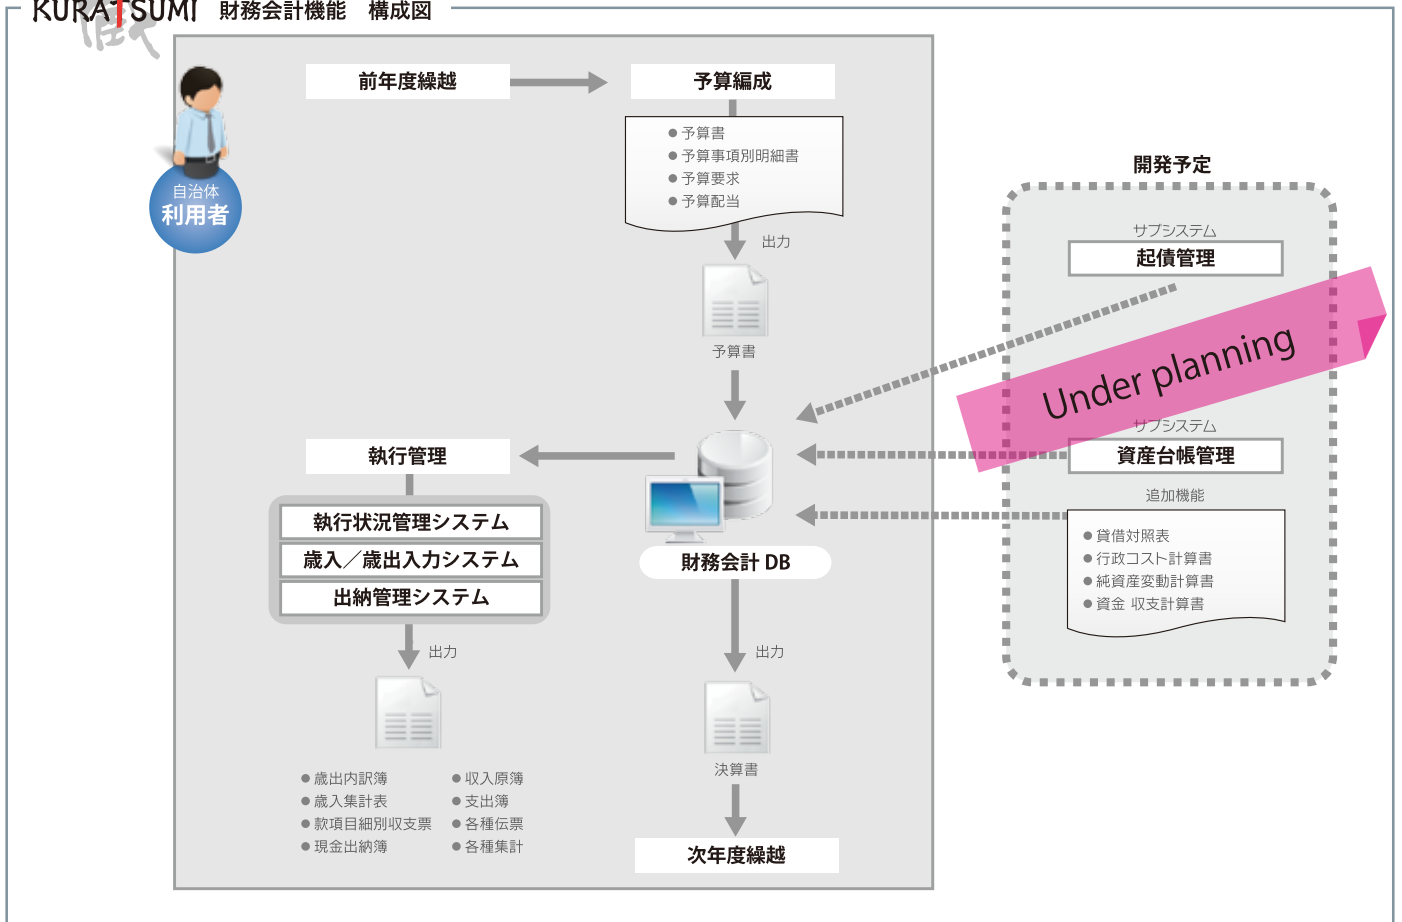 KURATSUMI 財務会計機能 構成図
自治体
利用者
前年度繰越
予算編成
● 予算書
● 予算事項別明細書
● 予算要求
● 予算配当
出力
予算書
執行管理
執行状況管理システム
歳入／歳出入力システム
出納管理システム
出力
● 歳出内訳簿
● 歳入集計表
● 款項目細別収支票
● 現金出納簿
● 収入原簿
● 支出簿
● 各種伝票
● 各種集計
財務会計 DB
出力
決算書
次年度繰越
開発予定
サブシステム
起債管理
Under planning
サブシステム
資産台帳管理
追加機能
● 貸借対照表
● 行政コスト計算書
● 純資産変動計算書
● 資金 収支計算書